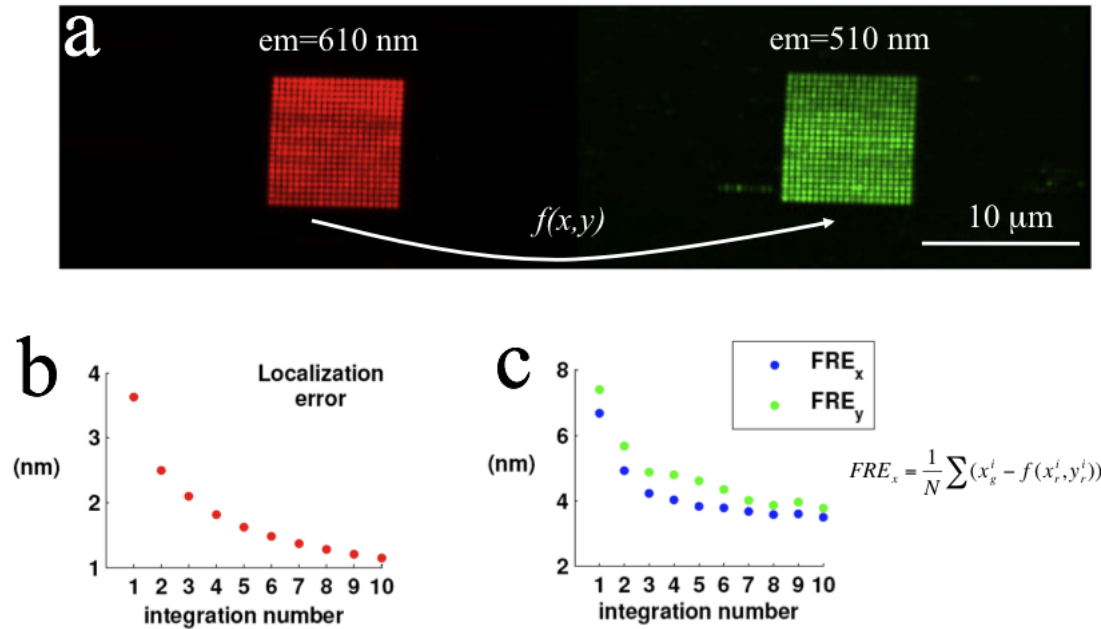 a
em=610 nm
em=510 nm
f(x,y)
10 μm
b
Localization
error
4
3
(nm)
2
1
1 2 3 4 5 6 7 8 9 10
integration number
c
FREx
FREy
8
6
(nm)
4
2
1 2 3 4 5 6 7 8 9 10
integration number
FREx = 1/N ∑(x_g^i − f(x_r^i, y_r^i))